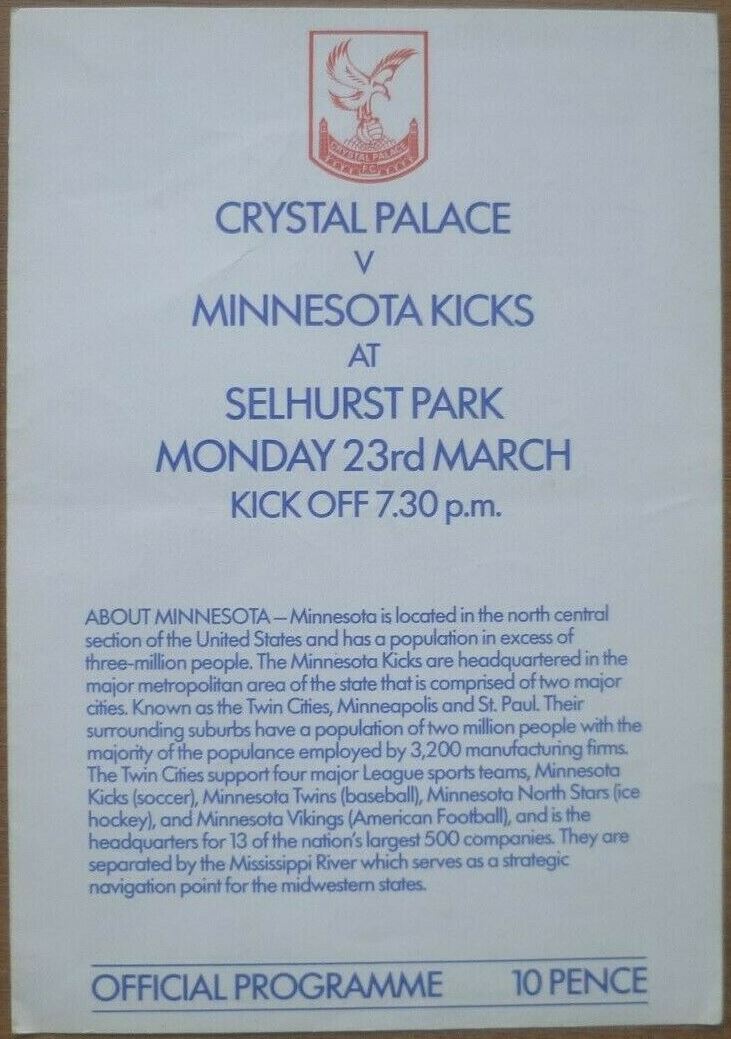 CRYSTAL PALACE
F.C.
CRYSTAL PALACE
V
MINNESOTA KICKS
AT
SELHURST PARK
MONDAY 23rd MARCH
KICK OFF 7.30 p.m.
ABOUT MINNESOTA — Minnesota is located in the north central
section of the United States and has a population in excess of
three-million people. The Minnesota Kicks are headquartered in the
major metropolitan area of the state that is comprised of two major
cities. Known as the Twin Cities, Minneapolis and St. Paul. Their
surrounding suburbs have a population of two million people with the
majority of the populance employed by 3,200 manufacturing firms.
The Twin Cities support four major League sports teams, Minnesota
Kicks (soccer), Minnesota Twins (baseball), Minnesota North Stars (ice
hockey), and Minnesota Vikings (American Football), and is the
headquarters for 13 of the nation's largest 500 companies. They are
separated by the Mississippi River which serves as a strategic
navigation point for the midwestern states.
OFFICIAL PROGRAMME 10 PENCE